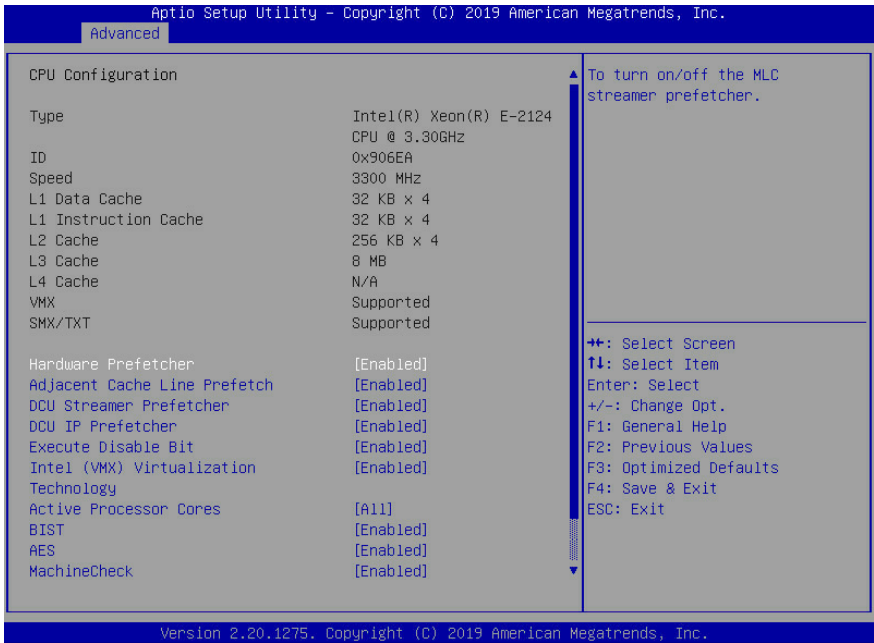 Aptio Setup Utility – Copyright (C) 2019 American Megatrends, Inc.
Advanced
CPU Configuration
Type Intel(R) Xeon(R) E-2124
CPU @ 3.30GHz
ID 0x906EA
Speed 3300 MHz
L1 Data Cache 32 KB x 4
L1 Instruction Cache 32 KB x 4
L2 Cache 256 KB x 4
L3 Cache 8 MB
L4 Cache N/A
VMX Supported
SMX/TXT Supported
Hardware Prefetcher [Enabled]
Adjacent Cache Line Prefetch [Enabled]
DCU Streamer Prefetcher [Enabled]
DCU IP Prefetcher [Enabled]
Execute Disable Bit [Enabled]
Intel (VMX) Virtualization [Enabled]
Technology
Active Processor Cores [All]
BIST [Enabled]
AES [Enabled]
MachineCheck [Enabled]
To turn on/off the MLC
streamer prefetcher.
→←: Select Screen
↑↓: Select Item
Enter: Select
+/-: Change Opt.
F1: General Help
F2: Previous Values
F3: Optimized Defaults
F4: Save & Exit
ESC: Exit
Version 2.20.1275. Copyright (C) 2019 American Megatrends, Inc.